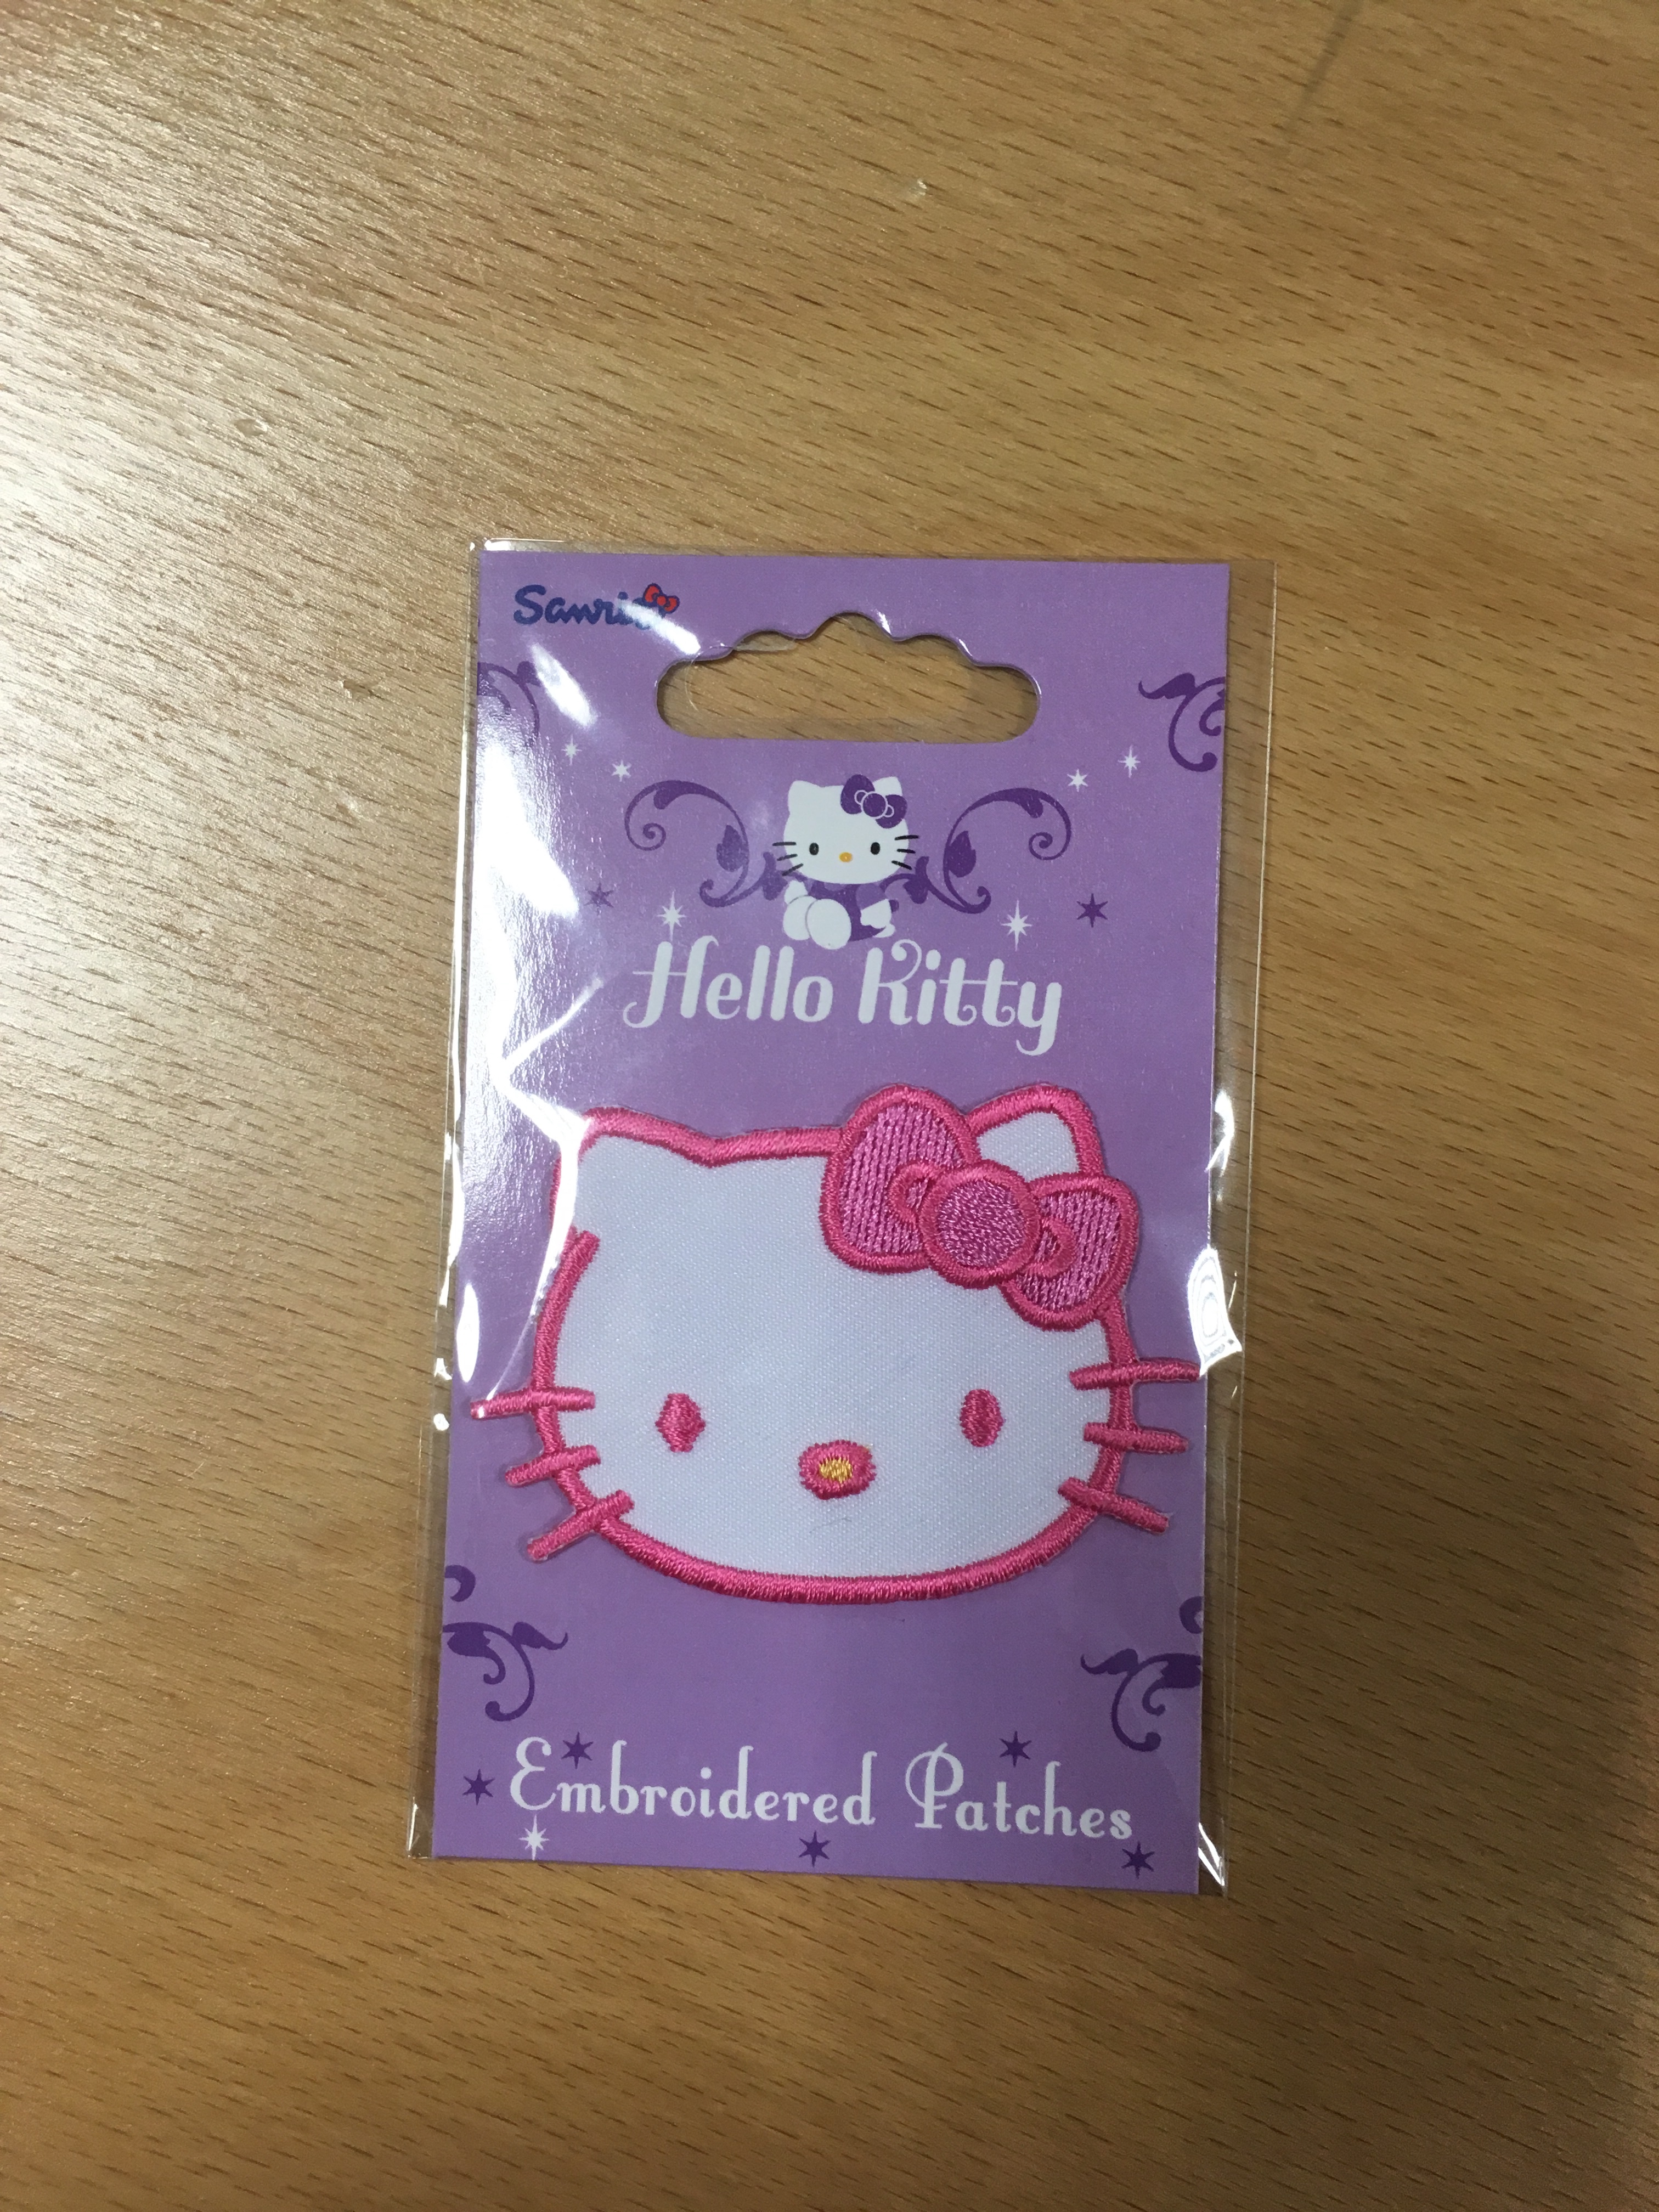 Sanrio
Hello Kitty
Embroidered Patches